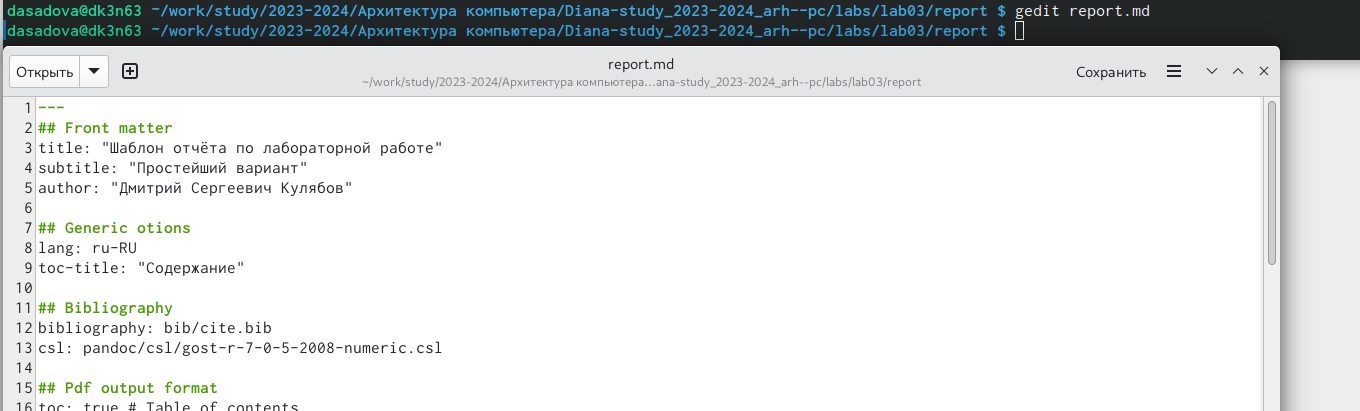 dasadova@dk3n63 ~/work/study/2023-2024/Архитектура компьютера/Diana-study_2023-2024_arh--pc/labs/lab03/report $ gedit report.md
dasadova@dk3n63 ~/work/study/2023-2024/Архитектура компьютера/Diana-study_2023-2024_arh--pc/labs/lab03/report $
Открыть
report.md
~/work/study/2023-2024/Архитектура компьютера…ana-study_2023-2024_arh--pc/labs/lab03/report
Сохранить
1 ---
2 ## Front matter
3 title: "Шаблон отчёта по лабораторной работе"
4 subtitle: "Простейший вариант"
5 author: "Дмитрий Сергеевич Кулябов"
6
7 ## Generic otions
8 lang: ru-RU
9 toc-title: "Содержание"
10
11 ## Bibliography
12 bibliography: bib/cite.bib
13 csl: pandoc/csl/gost-r-7-0-5-2008-numeric.csl
14
15 ## Pdf output format
16 toc: true # Table of contents